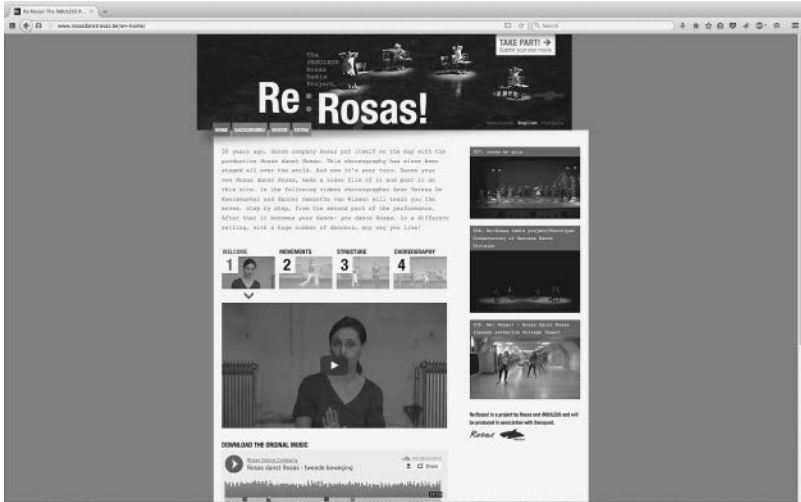 Re:Rosas! The fABULEUS R...
www.rosasdanstrosas.be/en-home/
Search
TAKE PART! →
Submit your own movie
The
fABULEUS
Rosas
Remix
Project
Re:Rosas!
Nederlands English Français
HOME BACKGROUND VIDEOS EXTRA
30 years ago, dance company Rosas put itself on the map with the
production Rosas danst Rosas. This choreography has since been
staged all over the world. And now it's your turn. Dance your
own Rosas danst Rosas, make a video film of it and post it on
this site. In the following videos choreographer Anne Teresa De
Keersmaeker and dancer Samantha van Wissen will teach you the
moves, step by step, from the second part of the performance.
After that it becomes your dance: you dance Rosas. In a different
setting, with a huge number of dancers, any way you like!
WELCOME
1
MOVEMENTS
2
STRUCTURE
3
CHOREOGRAPHY
4
DOWNLOAD THE ORIGINAL MUSIC
Rosas Dance Company
Rosas danst Rosas - tweede beweging
Share
Re:Rosas! is a project by Rosas and fABULEUS and will
be produced in association with Danspunt.
Rosas